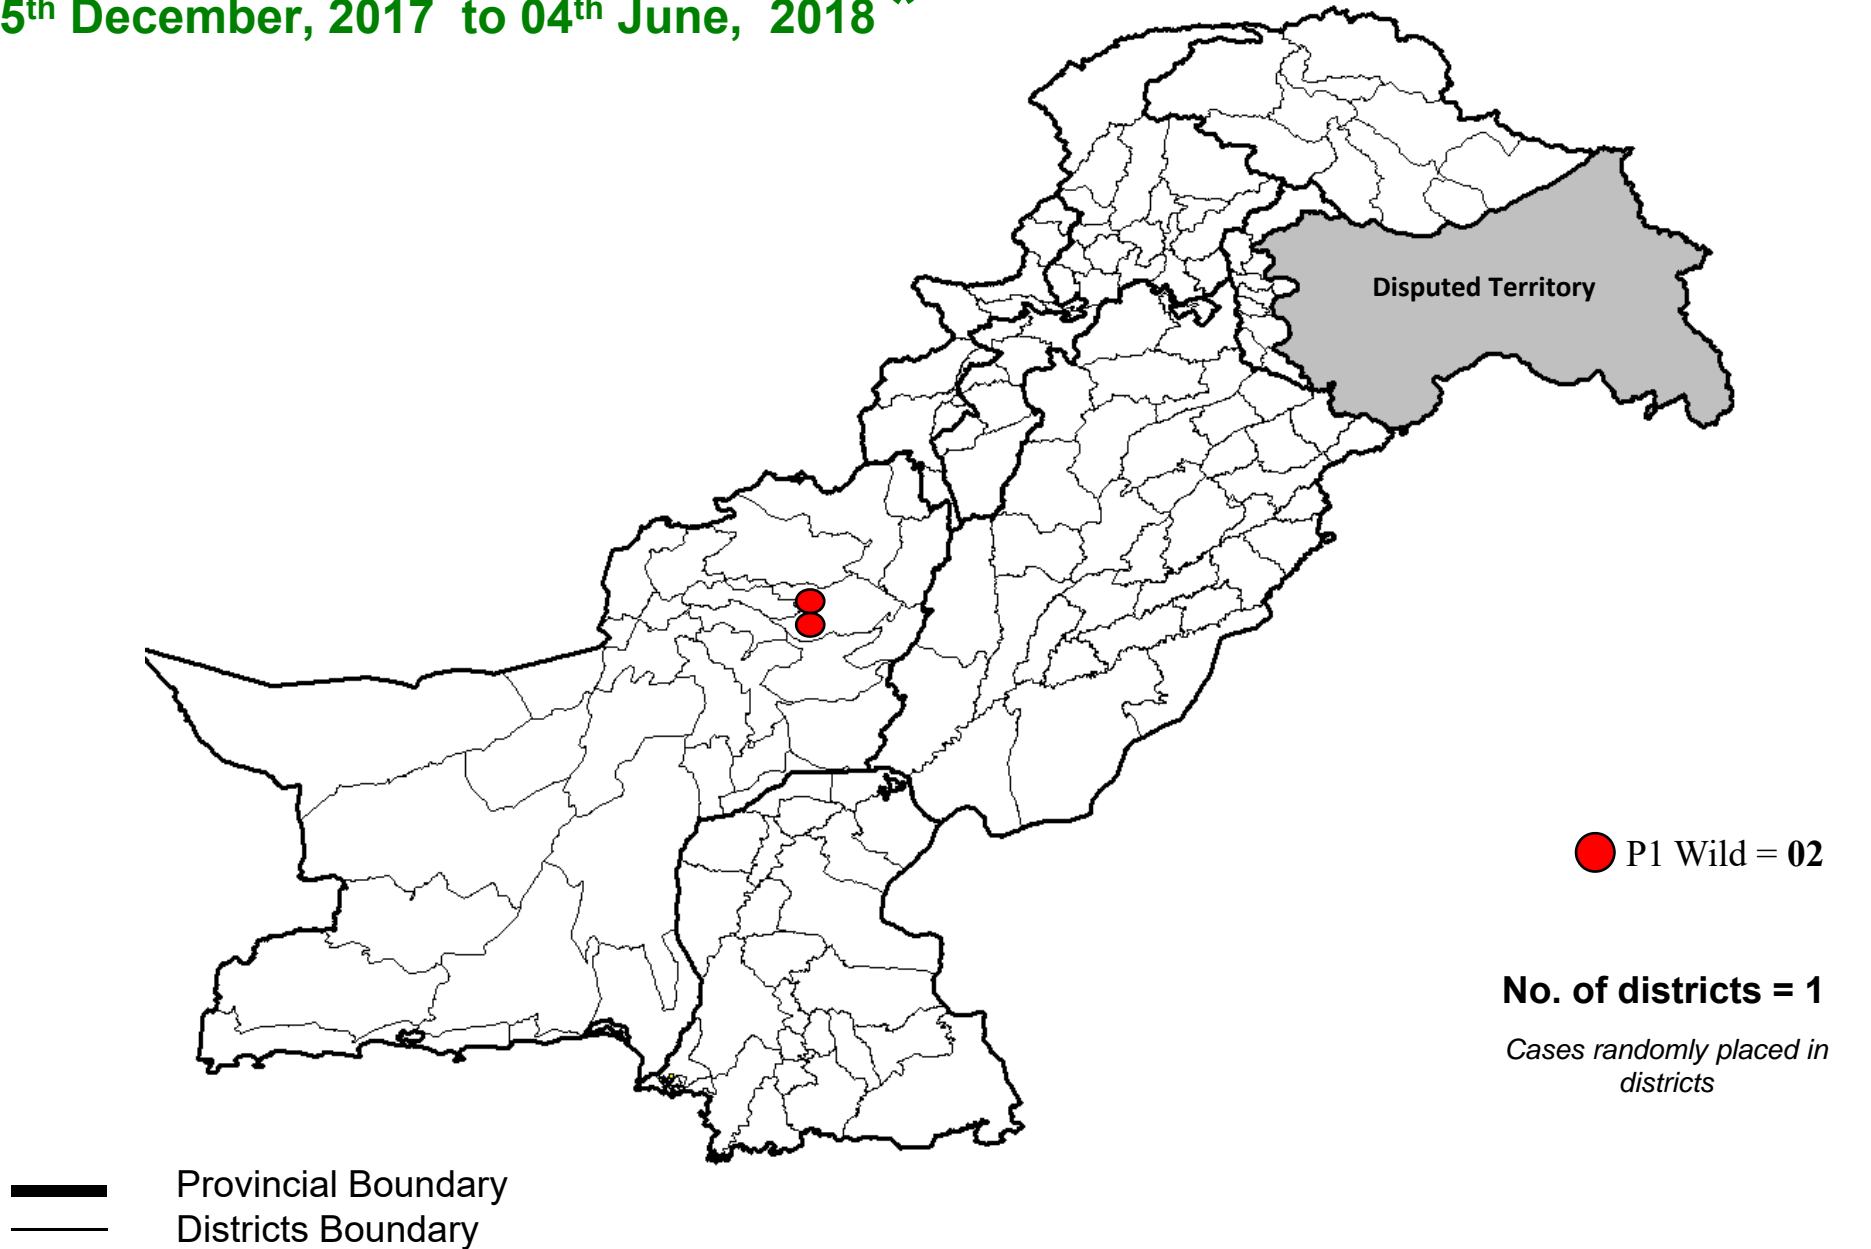 5th December, 2017 to 04th June, 2018 "
Disputed Territory
P1 Wild = 02
No. of districts = 1
Cases randomly placed in
districts
Provincial Boundary
Districts Boundary